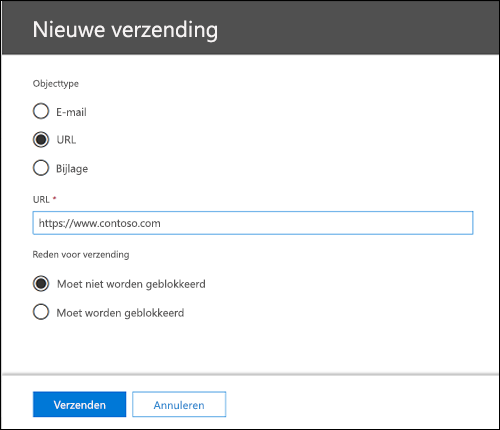 Nieuwe verzending
Objecttype
E-mail
URL
Bijlage
URL *
https://www.contoso.com
Reden voor verzending
Moet niet worden geblokkeerd
Moet worden geblokkeerd
Verzenden
Annuleren